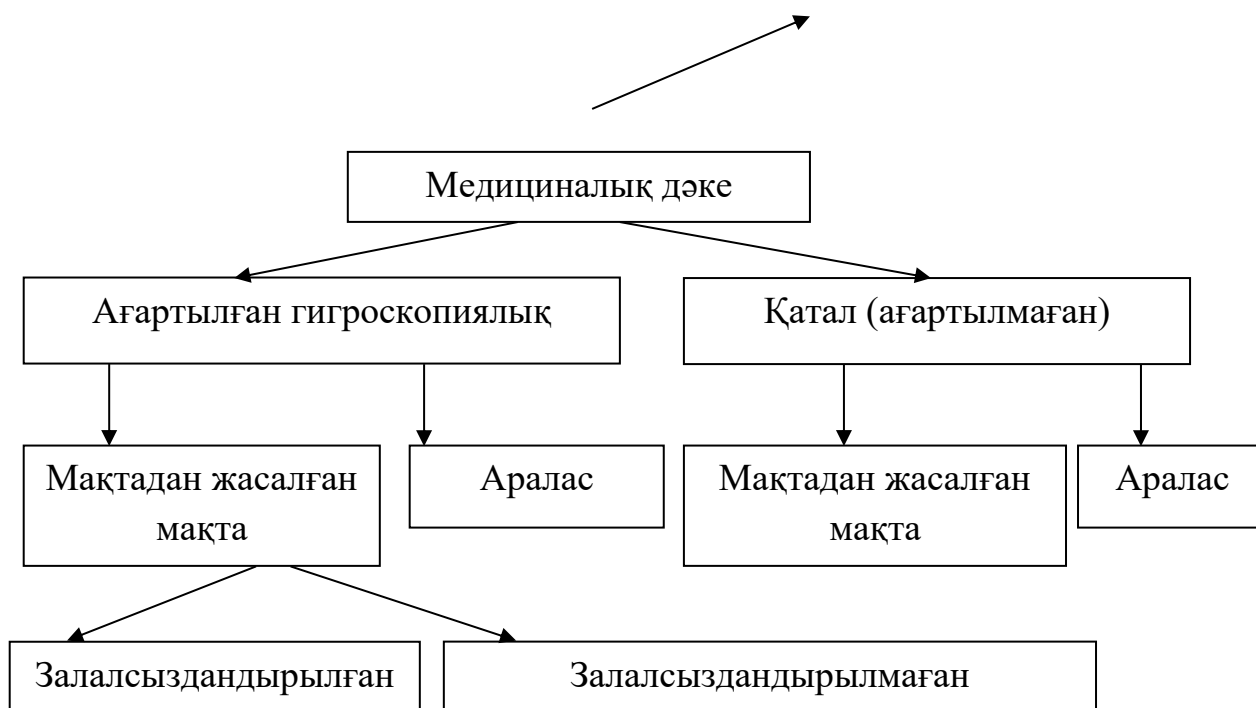 Медициналық дәке
Ағартылған гигроскопиялық
Қатал (ағартылмаған)
Мақтадан жасалған
мақта
Аралас
Мақтадан жасалған
мақта
Аралас
Залалсыздандырылған
Залалсыздандырылмаған